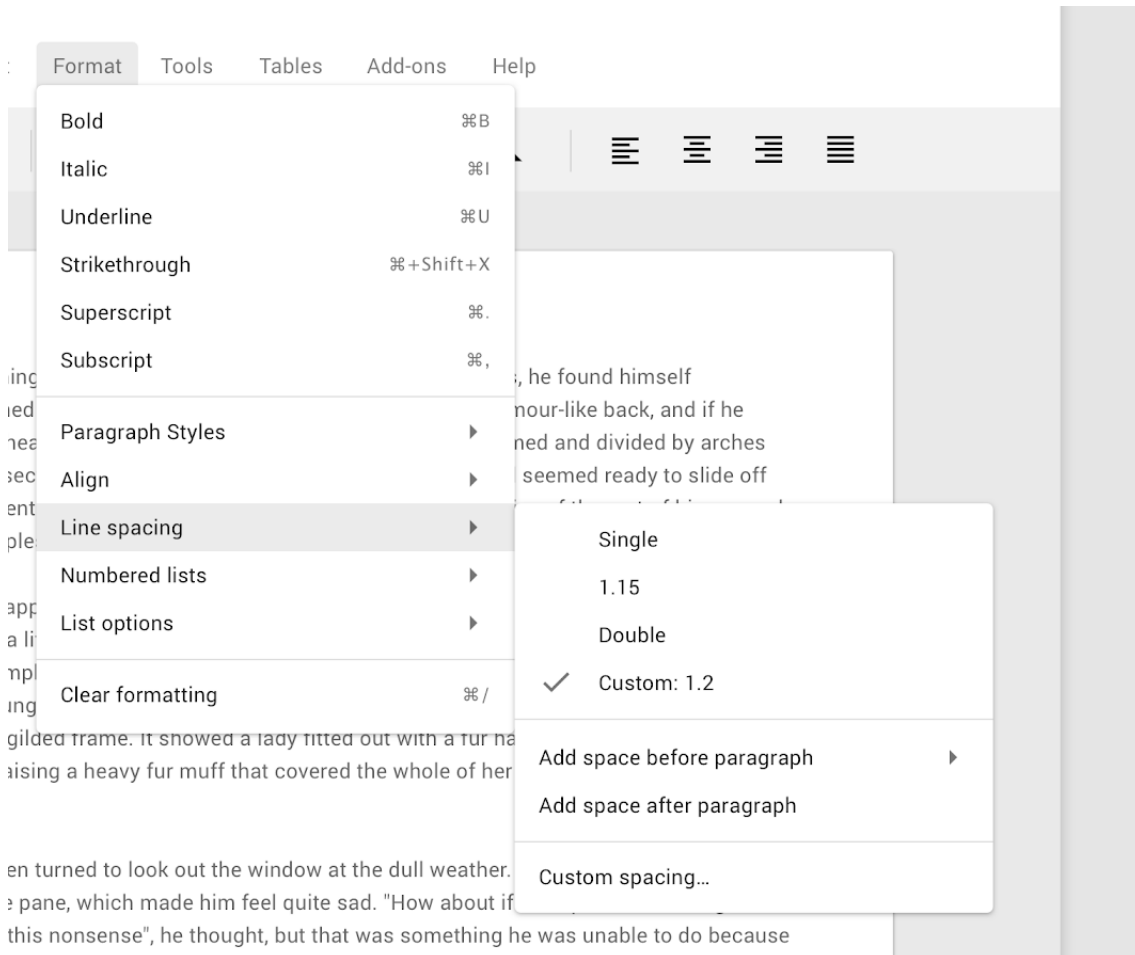 Format Tools Tables Add-ons Help
Bold ⌘B
Italic ⌘I
Underline ⌘U
Strikethrough ⌘+Shift+X
Superscript ⌘.
Subscript ⌘,
Paragraph Styles
Align
Line spacing
Numbered lists
List options
Clear formatting ⌘/
Single
1.15
Double
Custom: 1.2
Add space before paragraph
Add space after paragraph
Custom spacing…
, he found himself
mour-like back, and if he
med and divided by arches
seemed ready to slide off
gilded frame. It showed a lady fitted out with a fur ha
aising a heavy fur muff that covered the whole of her
en turned to look out the window at the dull weather.
pane, which made him feel quite sad. "How about if
this nonsense", he thought, but that was something he was unable to do because